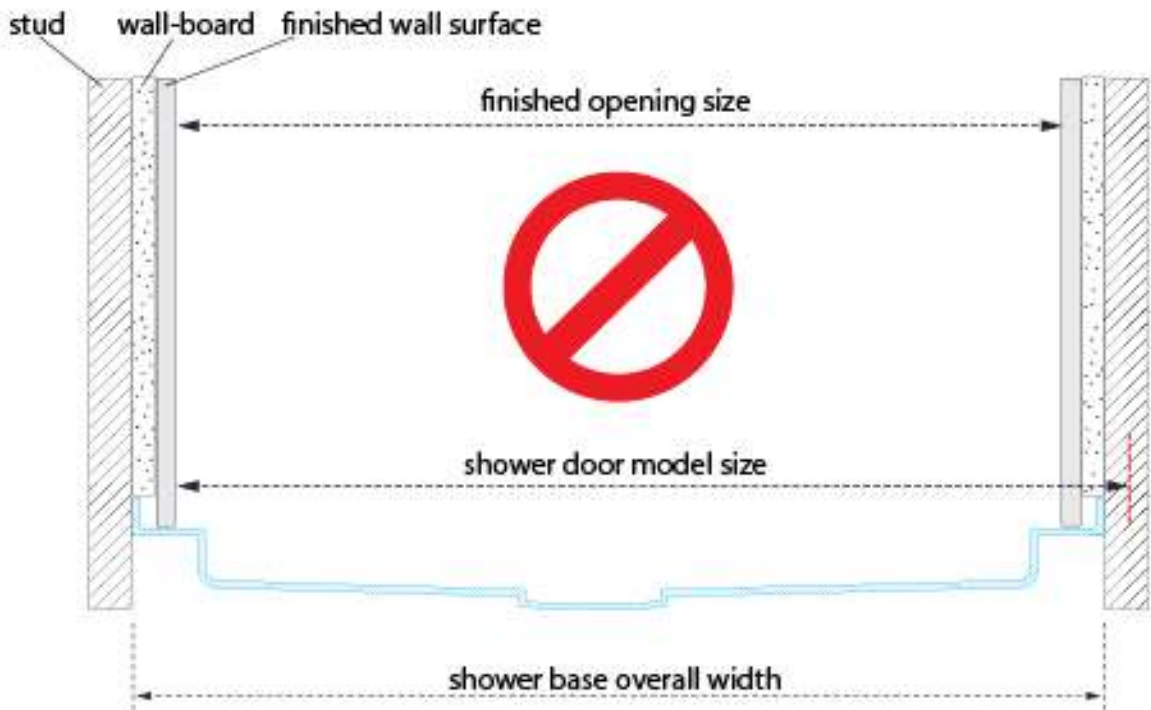 stud wall-board finished wall surface
finished opening size
shower door model size
shower base overall width